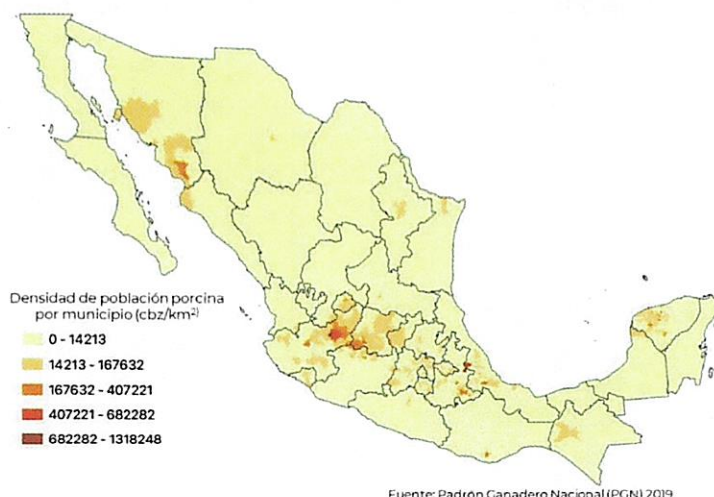 Densidad de población porcina
por municipio (cbz/km²)
0 - 14213
14213 - 167632
167632 - 407221
407221 - 682282
682282 - 1318248
Fuente: Padrón Ganadero Nacional (PGN) 2019